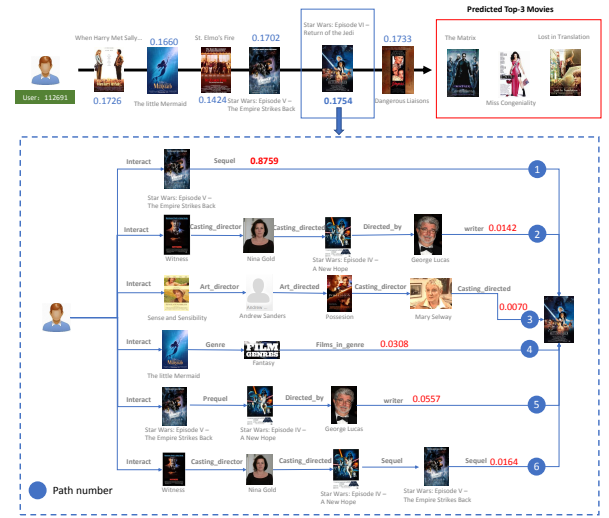 Predicted Top-3 Movies
When Harry Met Sally...
0.1660
St. Elmo's Fire
0.1702
Star Wars: Episode VI –
Return of the Jedi
0.1733
The Matrix
Lost in Translation
User: 112691
0.1726
The little Mermaid
0.1424
Star Wars: Episode V –
The Empire Strikes Back
0.1754
Dangerous Liaisons
Miss Congeniality
Interact
Sequel
0.8759
1
Star Wars: Episode V –
The Empire Strikes Back
Interact
Casting_director
Casting_directed
Directed_by
writer
0.0142
2
Witness
Nina Gold
Star Wars: Episode IV –
A New Hope
George Lucas
Interact
Art_director
Art_directed
Casting_director
Casting_directed
0.0070
3
Andrew ...
Sense and Sensibility
Andrew Sanders
Possession
Mary Selway
Interact
Genre
Films_in_genre
0.0308
4
FILM
GENRES
The little Mermaid
Fantasy
Interact
Prequel
Directed_by
writer
0.0557
5
Star Wars: Episode V –
The Empire Strikes Back
Star Wars: Episode IV –
A New Hope
George Lucas
Interact
Casting_director
Casting_directed
Sequel
Sequel
0.0164
6
Witness
Nina Gold
Star Wars: Episode IV –
A New Hope
Star Wars: Episode V –
The Empire Strikes Back
Path number